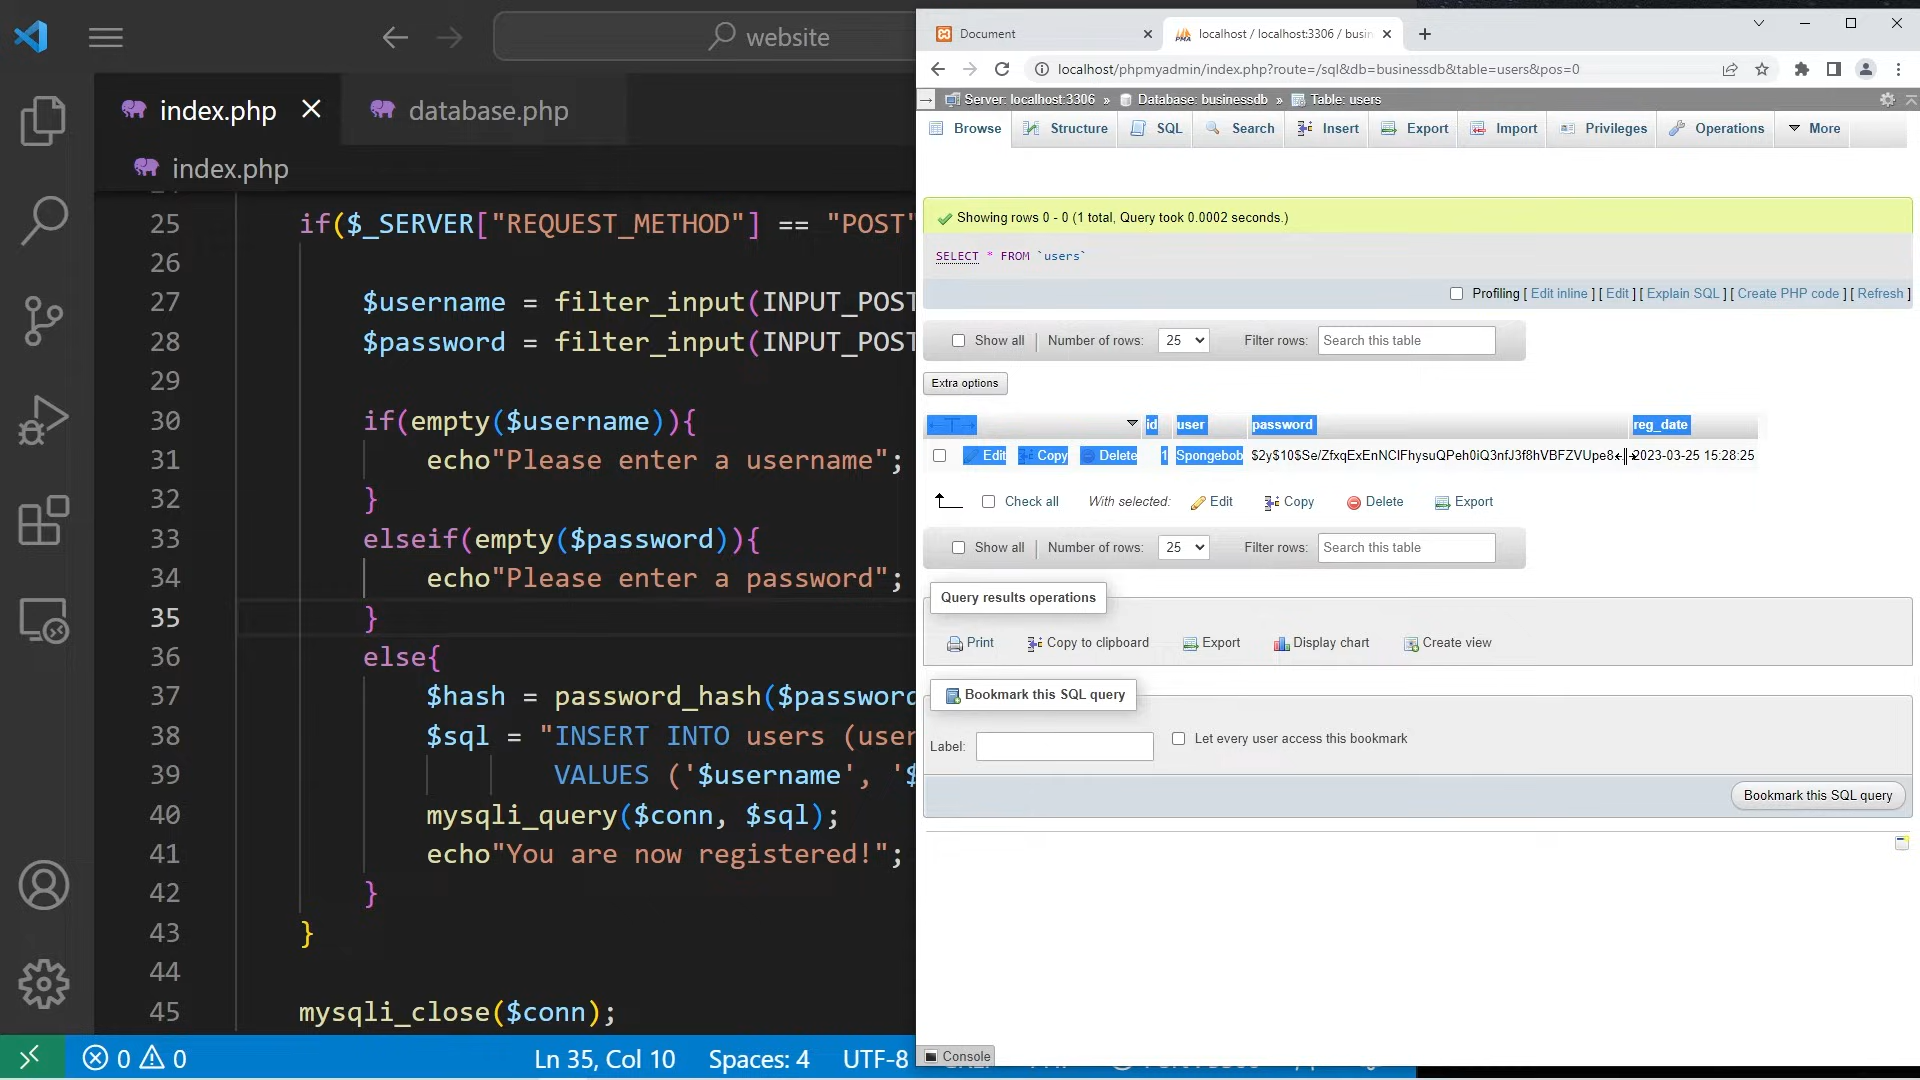 website
index.php
database.php
index.php
25 if($_SERVER["REQUEST_METHOD"] == "POST"
26
27 $username = filter_input(INPUT_POST
28 $password = filter_input(INPUT_POST
29
30 if(empty($username)){
31 echo"Please enter a username";
32 }
33 elseif(empty($password)){
34 echo"Please enter a password";
35 }
36 else{
37 $hash = password_hash($password
38 $sql = "INSERT INTO users (user
39 VALUES ('$username', '$
40 mysqli_query($conn, $sql);
41 echo"You are now registered!";
42 }
43 }
44
45 mysqli_close($conn);
0 0 Ln 35, Col 10 Spaces: 4 UTF-8
Document
localhost / localhost:3306 / busin
localhost/phpmyadmin/index.php?route=/sql&db=businessdb&table=users&pos=0
Server: localhost:3306 » Database: businessdb » Table: users
Browse Structure SQL Search Insert Export Import Privileges Operations More
Showing rows 0 - 0 (1 total, Query took 0.0002 seconds.)
SELECT * FROM `users`
Profiling [ Edit inline ] [ Edit ] [ Explain SQL ] [ Create PHP code ] [ Refresh ]
Show all Number of rows: 25 Filter rows: Search this table
Extra options
id user password reg_date
Edit Copy Delete 1 Spongebob 2023-03-25 15:28:25
Check all With selected: Edit Copy Delete Export
Show all Number of rows: 25 Filter rows: Search this table
Query results operations
Print Copy to clipboard Export Display chart Create view
Bookmark this SQL query
Label: Let every user access this bookmark
Bookmark this SQL query
Console